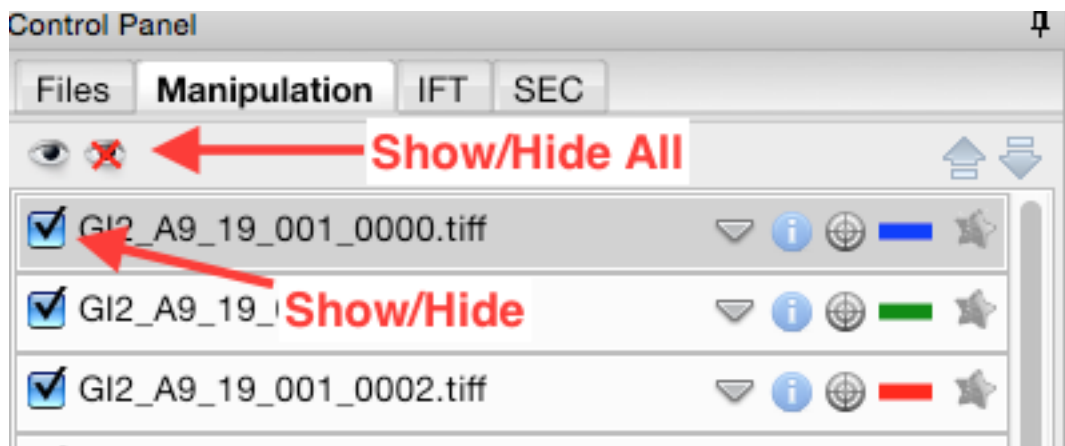 Control Panel
Files Manipulation IFT SEC
Show/Hide All
GI2_A9_19_001_0000.tiff
GI2_A9_19_
Show/Hide
GI2_A9_19_001_0002.tiff